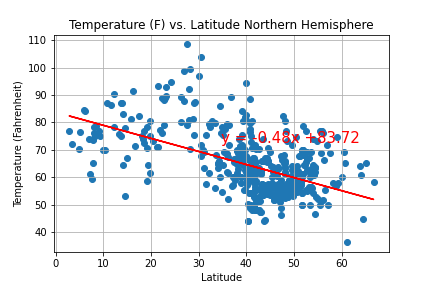 Temperature (F) vs. Latitude Northern Hemisphere
110
100
90
80
70
60
50
40
Temperature (Fahrenheit)
y = -0.48x +83.72
0 10 20 30 40 50 60
Latitude